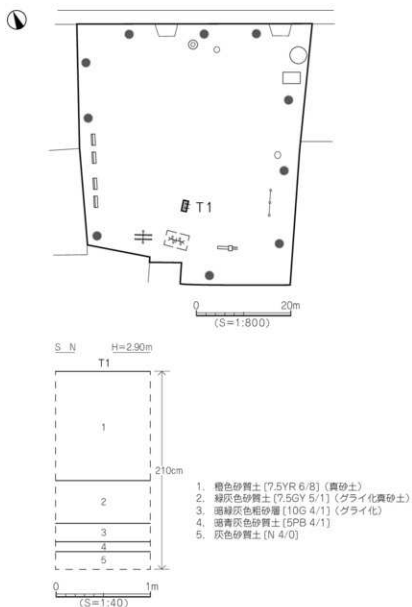 T1
0 20m
(S=1:800)
S N H=2.90m
T1
1
210cm
2
3
4
5
0 1m
(S=1:40)
1. 橙色砂質土 [7.5YR 6/8] (真砂土)
2. 緑灰色砂質土 [7.5GY 5/1] (グライ化真砂土)
3. 暗緑灰色粗砂層 [10G 4/1] (グライ化)
4. 暗青灰色砂質土 [5PB 4/1]
5. 灰色砂質土 [N 4/0]